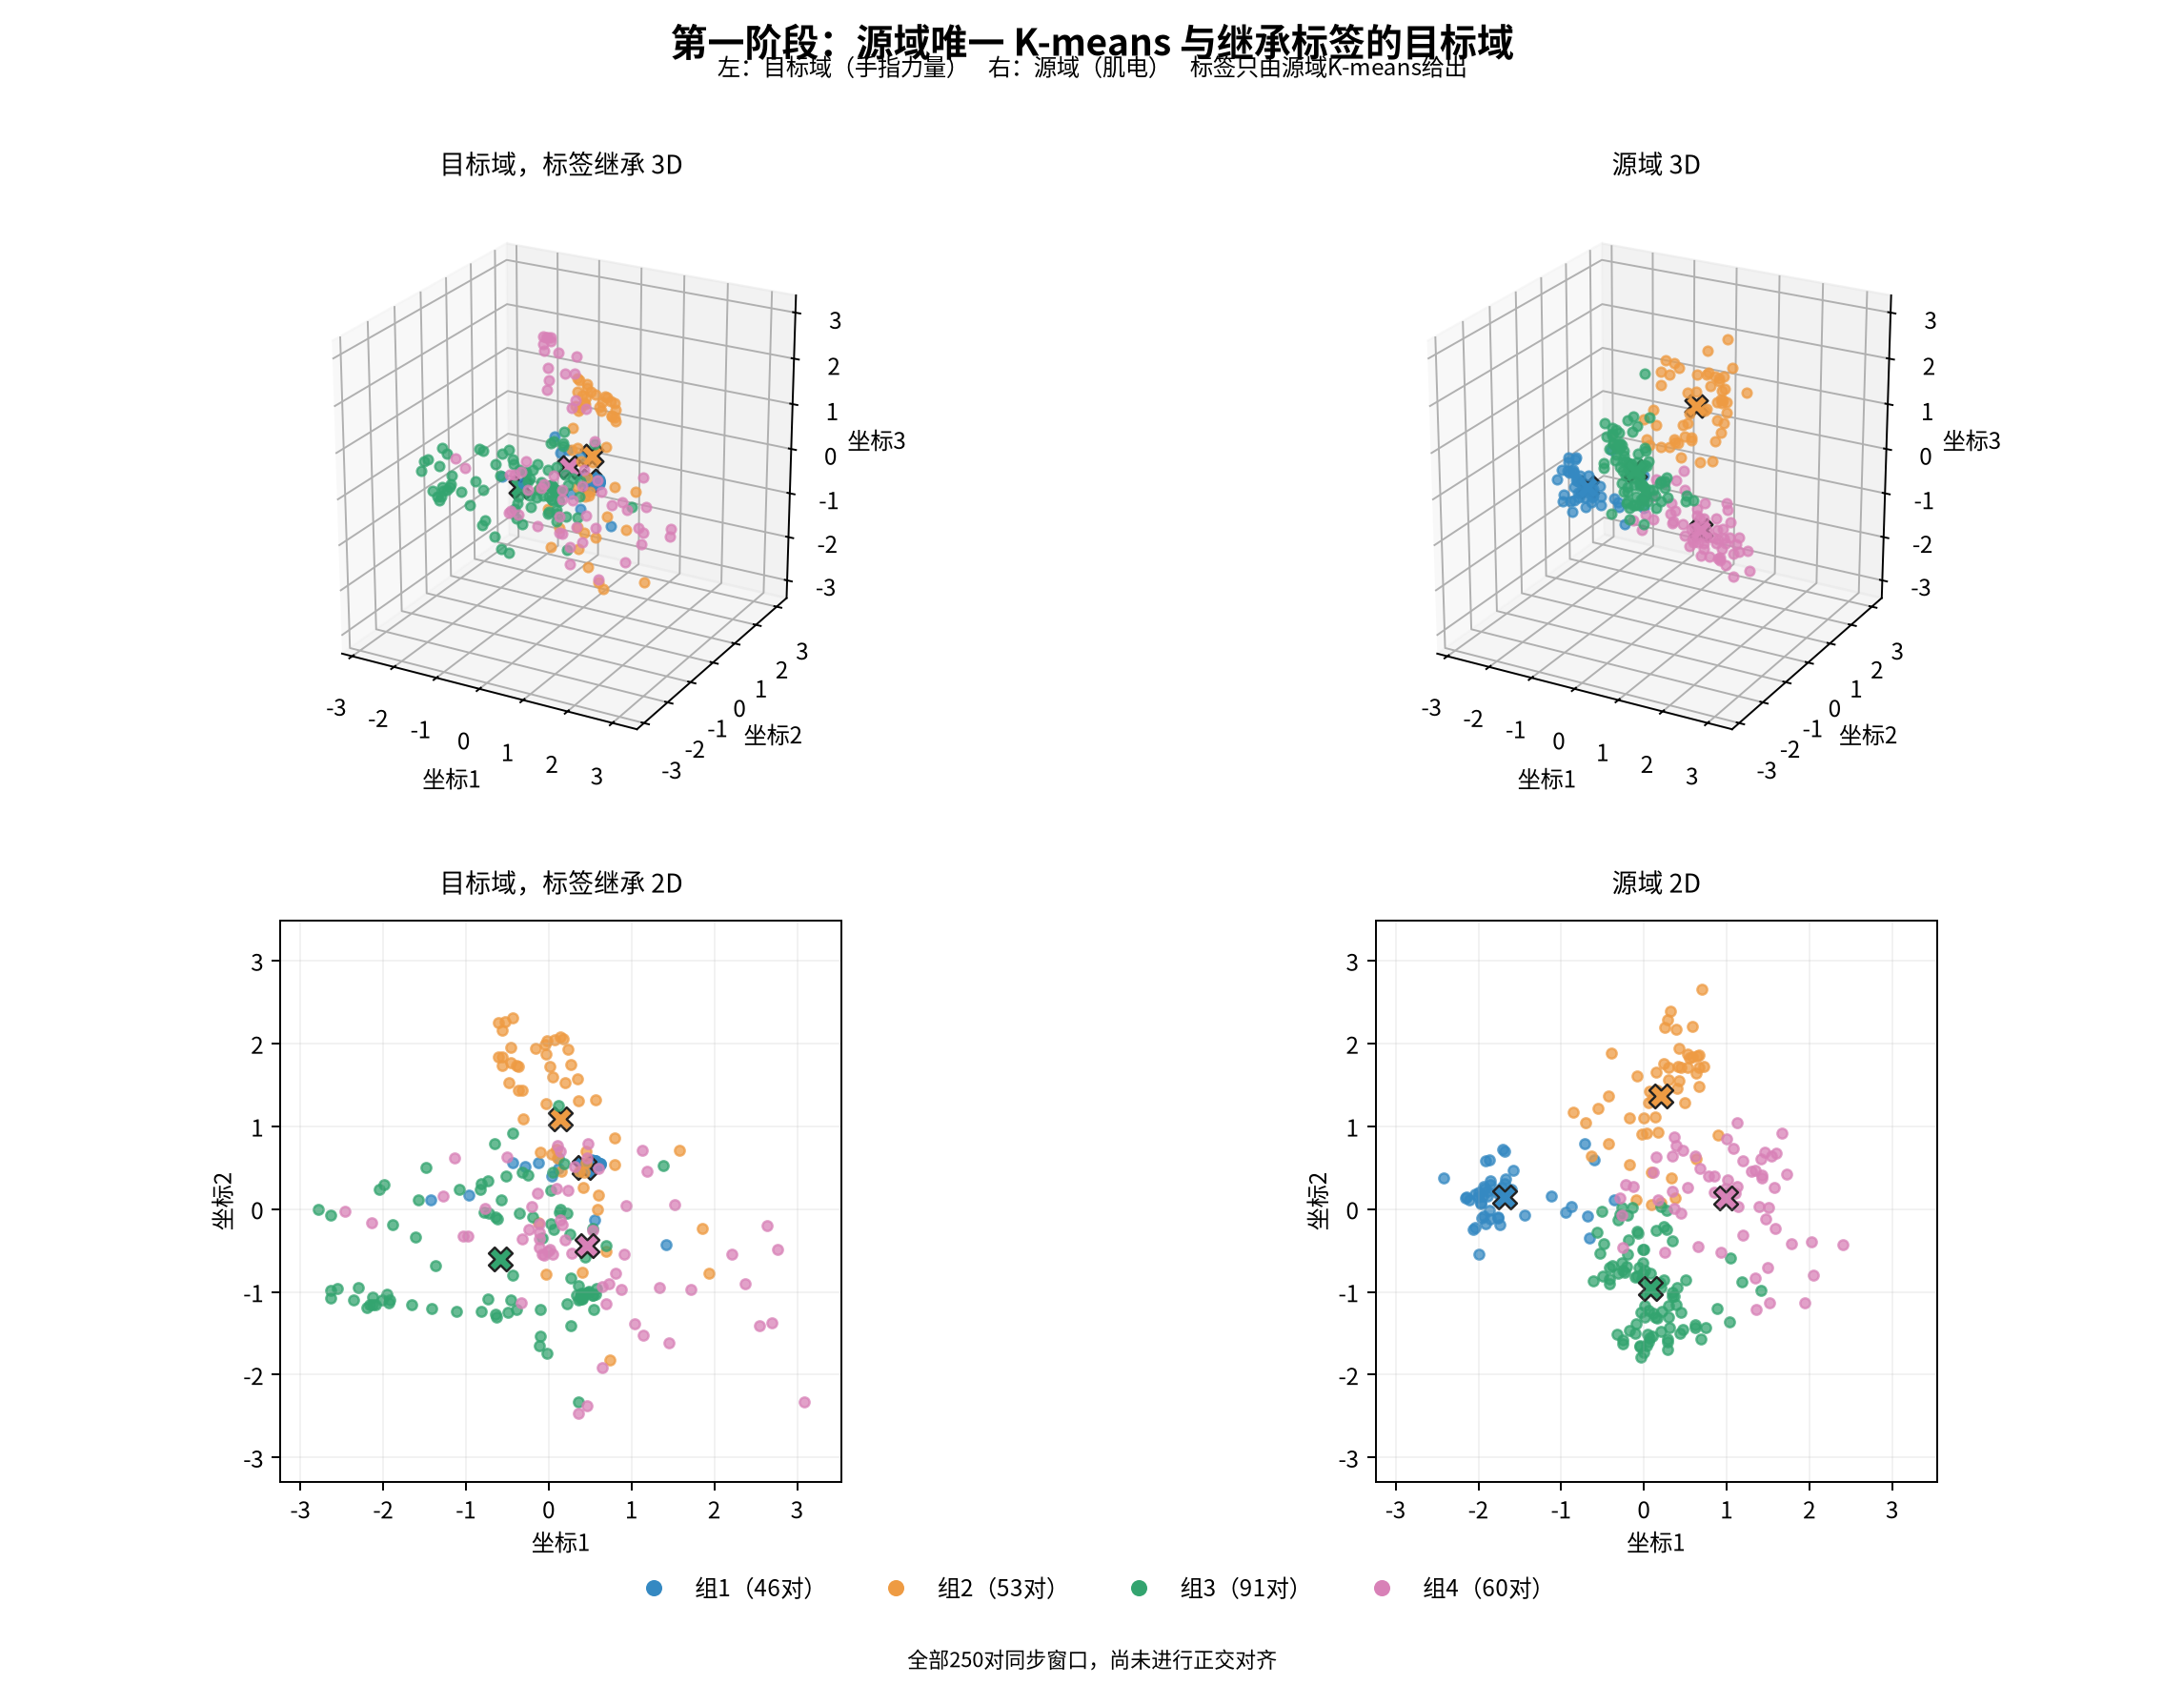 第一阶段：源域唯一 K-means 与继承标签的目标域
左：目标域（手指力量）  右：源域（肌电）  标签只由源域K-means给出
目标域，标签继承 3D
源域 3D
3
2
1
0
-1
-2
-3
坐标3
3
2
1
0
-1
-2
-3
坐标2
-3
-2
-1
0
1
2
3
坐标1
3
2
1
0
-1
-2
-3
坐标3
3
2
1
0
-1
-2
-3
坐标2
-3
-2
-1
0
1
2
3
坐标1
目标域，标签继承 2D
源域 2D
3
2
1
0
-1
-2
-3
坐标2
-3 -2 -1 0 1 2 3
坐标1
3
2
1
0
-1
-2
-3
坐标2
-3 -2 -1 0 1 2 3
坐标1
组1（46对） 组2（53对） 组3（91对） 组4（60对）
全部250对同步窗口，尚未进行正交对齐